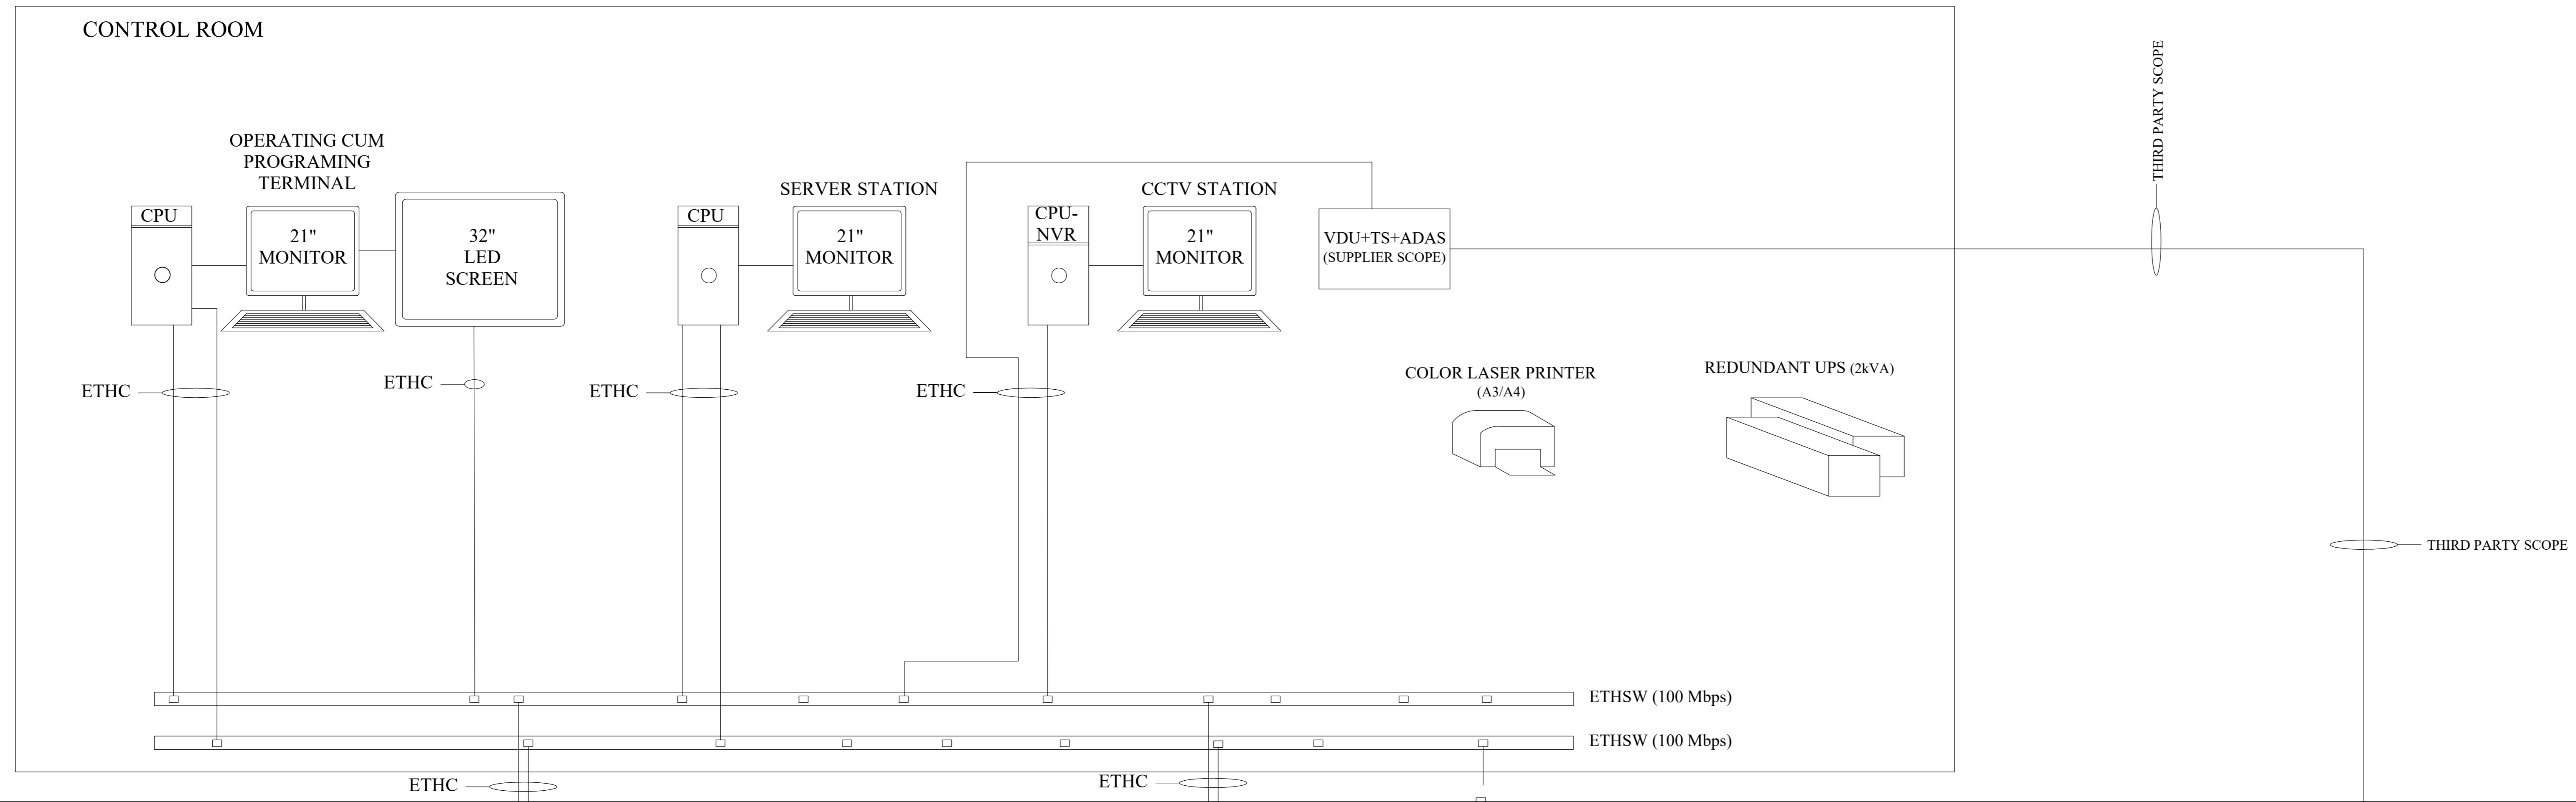 CONTROL ROOM
THIRD PARTY SCOPE
OPERATING CUM
PROGRAMING
TERMINAL
SERVER STATION
CCTV STATION
CPU
21"
MONITOR
32"
LED
SCREEN
CPU
21"
MONITOR
CPU-
NVR
21"
MONITOR
VDU+TS+ADAS
(SUPPLIER SCOPE)
ETHC
ETHC
ETHC
ETHC
COLOR LASER PRINTER
(A3/A4)
REDUNDANT UPS (2kVA)
THIRD PARTY SCOPE
ETHSW (100 Mbps)
ETHSW (100 Mbps)
ETHC
ETHC